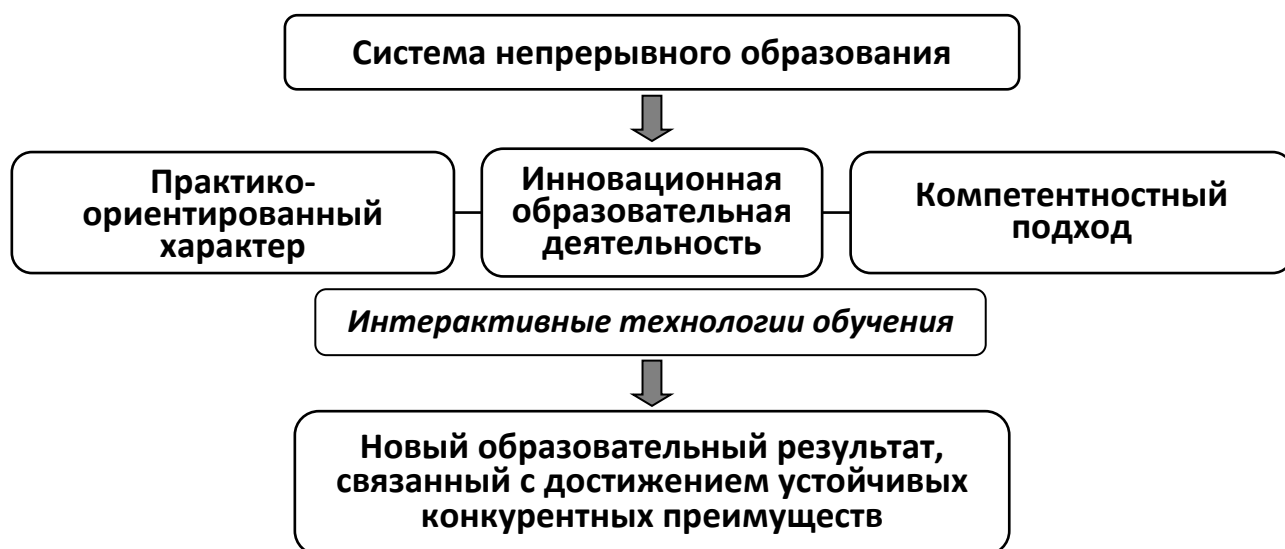 Система непрерывного образования
Практико-
ориентированный
характер
Инновационная
образовательная
деятельность
Компетентностный
подход
Интерактивные технологии обучения
Новый образовательный результат,
связанный с достижением устойчивых
конкурентных преимуществ